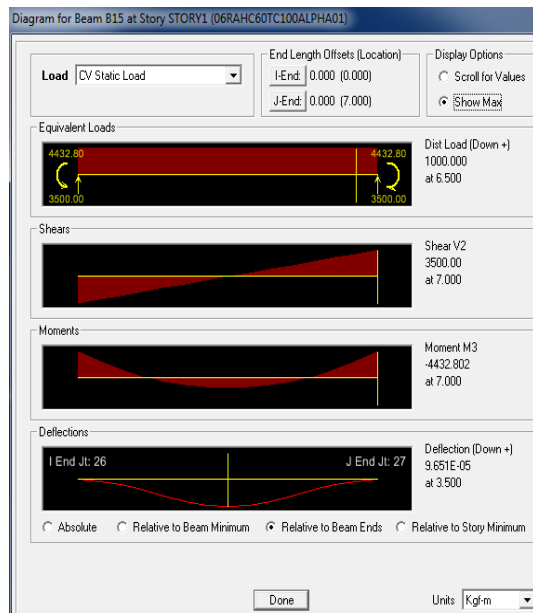 Diagram for Beam B15 at Story STORY1 (06RAHC60TC100ALPHA01)
Load CV Static Load
End Length Offsets (Location)
I-End: 0.000 (0.000)
J-End: 0.000 (7.000)
Display Options
Scroll for Values
Show Max
Equivalent Loads
4432.80 4432.80
3500.00 3500.00
Dist Load (Down +)
1000.000
at 6.500
Shears
Shear V2
3500.00
at 7.000
Moments
Moment M3
-4432.802
at 7.000
Deflections
I End Jt: 26 J End Jt: 27
Deflection (Down +)
9.651E-05
at 3.500
Absolute Relative to Beam Minimum Relative to Beam Ends Relative to Story Minimum
Done Units Kgf-m